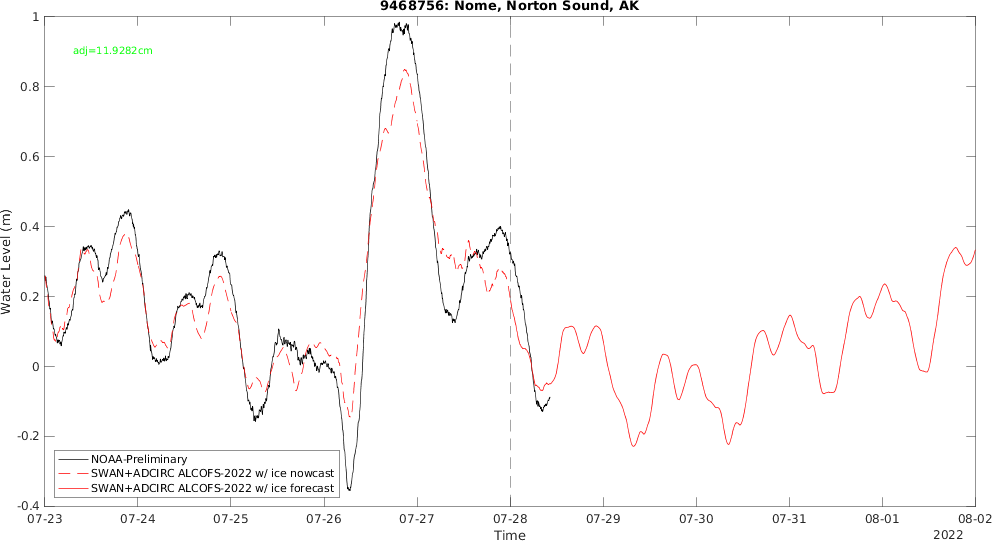 9468756: Nome, Norton Sound, AK
adj=11.9282cm
Water Level (m)
1
0.8
0.6
0.4
0.2
0
-0.2
-0.4
NOAA-Preliminary
SWAN+ADCIRC ALCOFS-2022 w/ ice nowcast
SWAN+ADCIRC ALCOFS-2022 w/ ice forecast
07-23 07-24 07-25 07-26 07-27 07-28 07-29 07-30 07-31 08-01 08-02
Time
2022